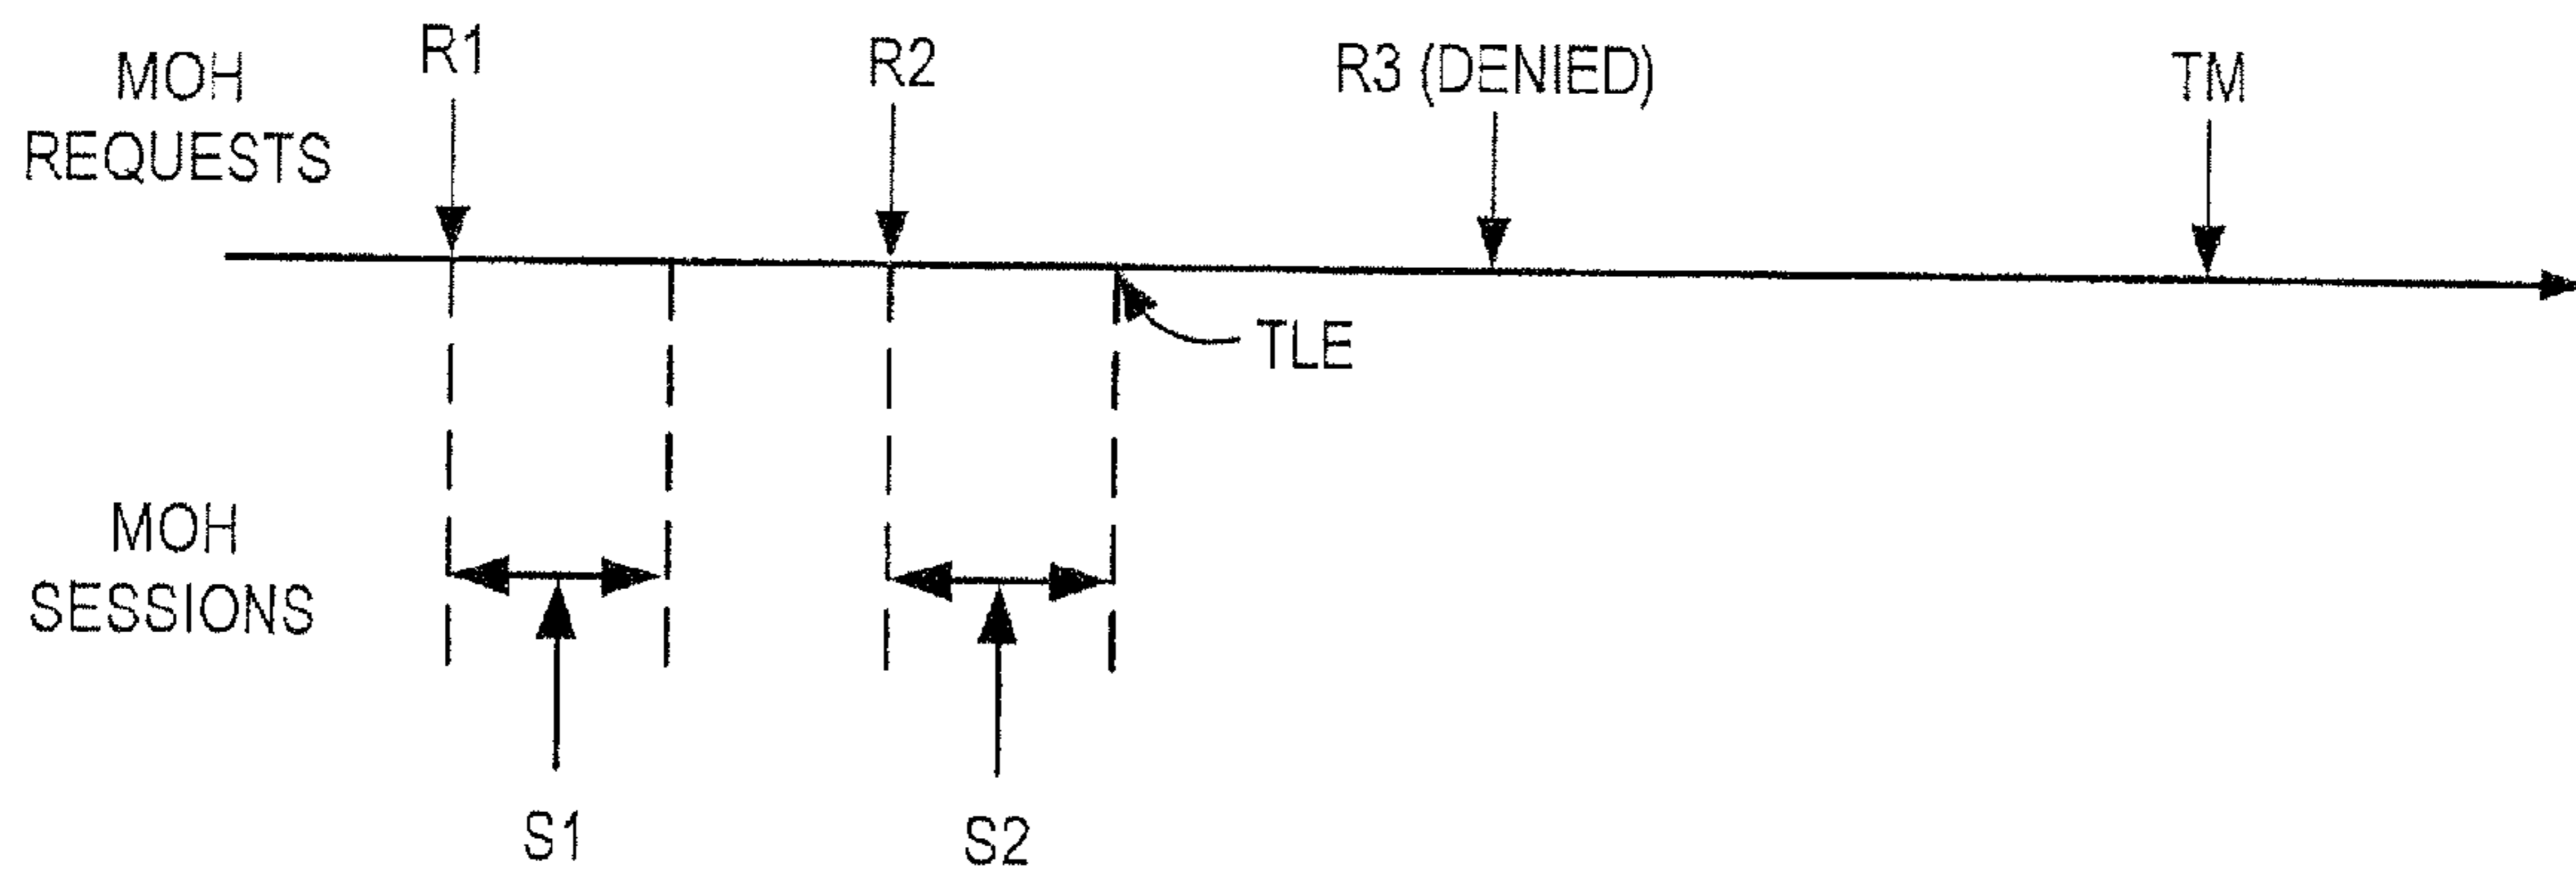 MOH
REQUESTS
R1
R2
R3 (DENIED)
TM
TLE
MOH
SESSIONS
S1
S2